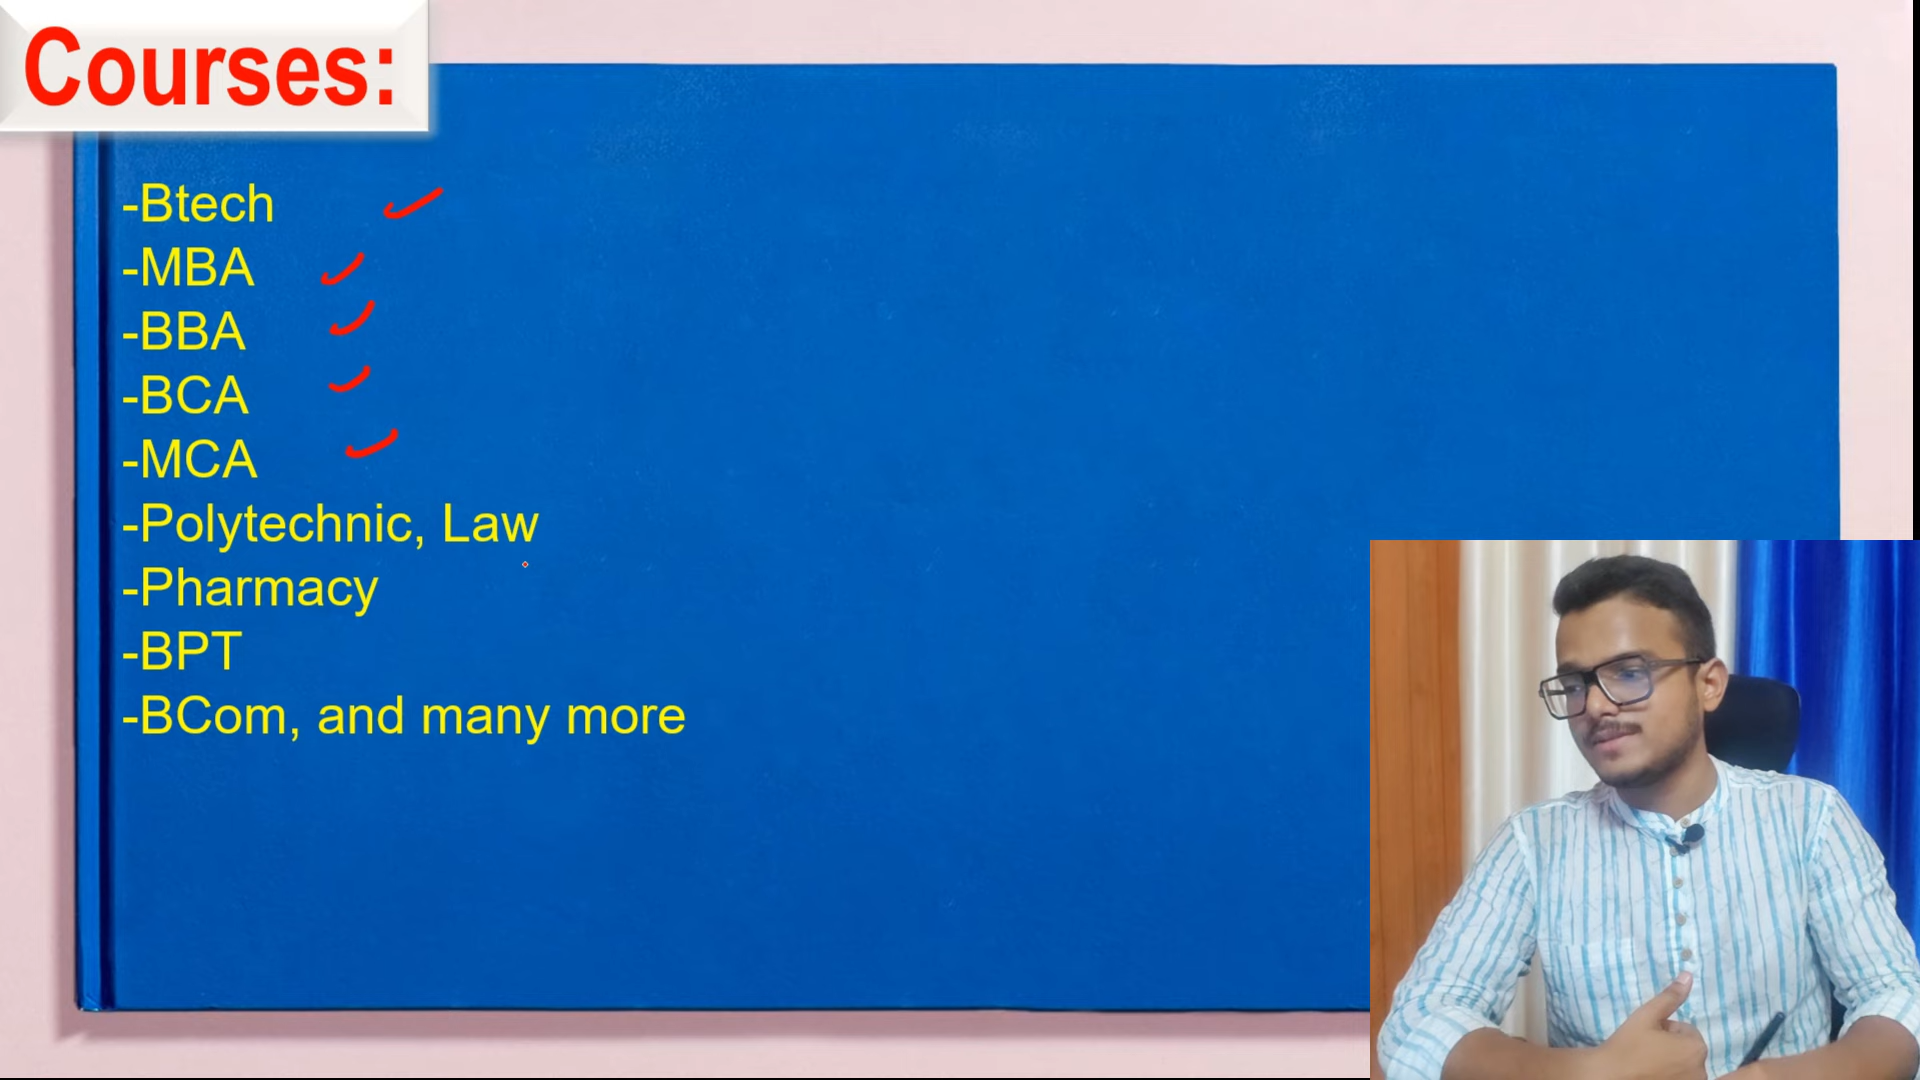 Courses:
-Btech
-MBA
-BBA
-BCA
-MCA
-Polytechnic, Law
-Pharmacy
-BPT
-BCom, and many more